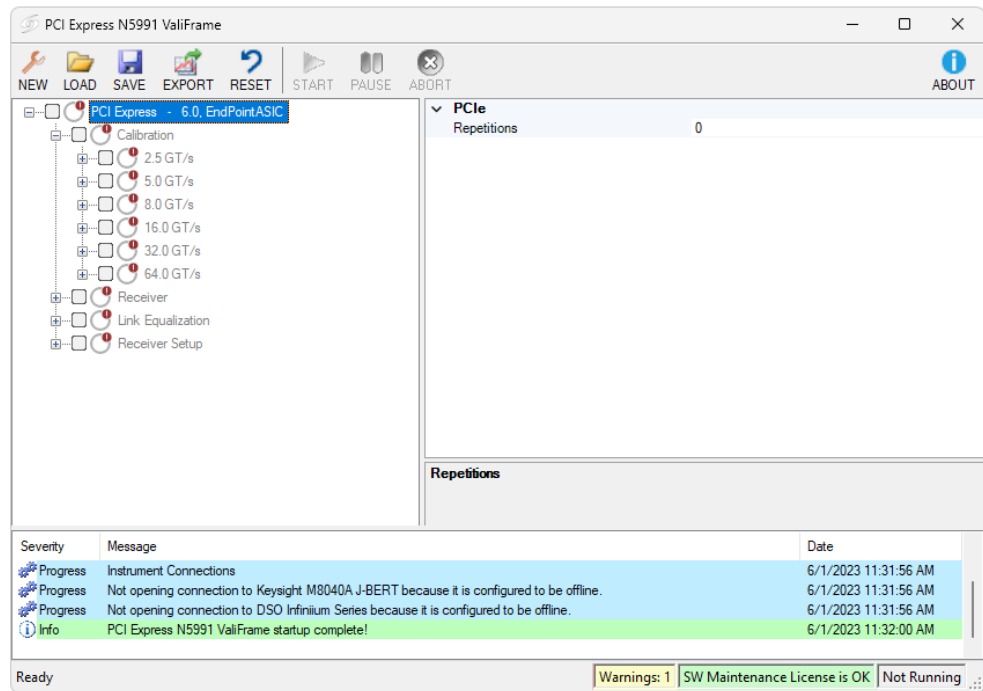 PCI Express N5991 ValiFrame
NEW LOAD SAVE EXPORT RESET START PAUSE ABORT ABOUT
PCI Express - 6.0, EndPointASIC
Calibration
2.5 GT/s
5.0 GT/s
8.0 GT/s
16.0 GT/s
32.0 GT/s
64.0 GT/s
Receiver
Link Equalization
Receiver Setup
PCIe
Repetitions 0
Repetitions
Severity Message Date
Progress Instrument Connections 6/1/2023 11:31:56 AM
Progress Not opening connection to Keysight M8040A J-BERT because it is configured to be offline. 6/1/2023 11:31:56 AM
Progress Not opening connection to DSO Infiniium Series because it is configured to be offline. 6/1/2023 11:31:56 AM
Info PCI Express N5991 ValiFrame startup complete! 6/1/2023 11:32:00 AM
Ready Warnings: 1 SW Maintenance License is OK Not Running